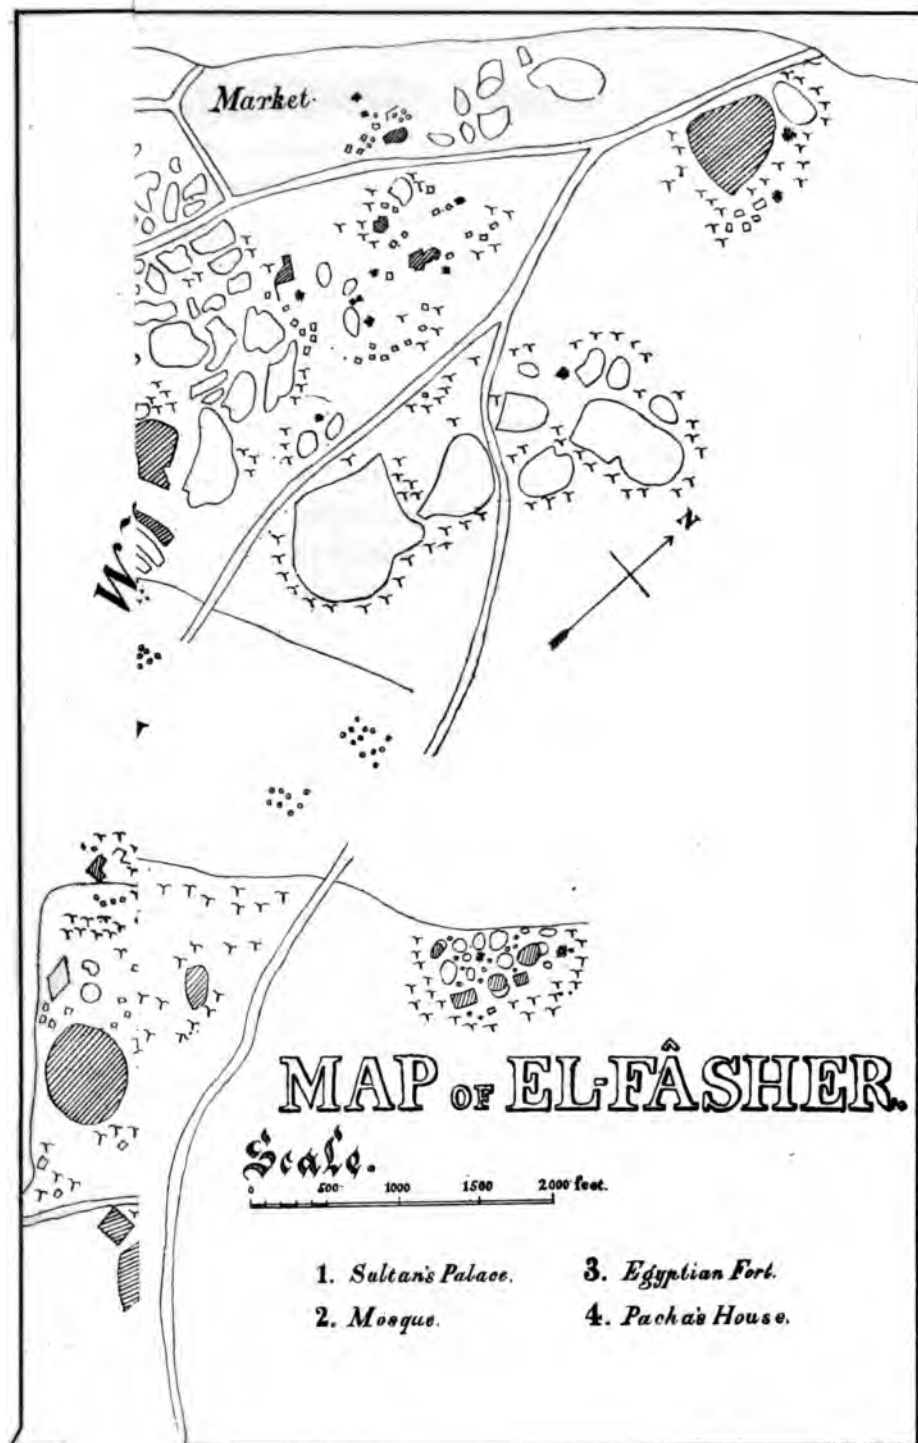 Market.
N
W.
MAP OF EL-FÂSHER.
Scale.
0 500 1000 1500 2000 feet.
1. Sultan's Palace.
2. Mosque.
3. Egyptian Fort.
4. Pacha's House.